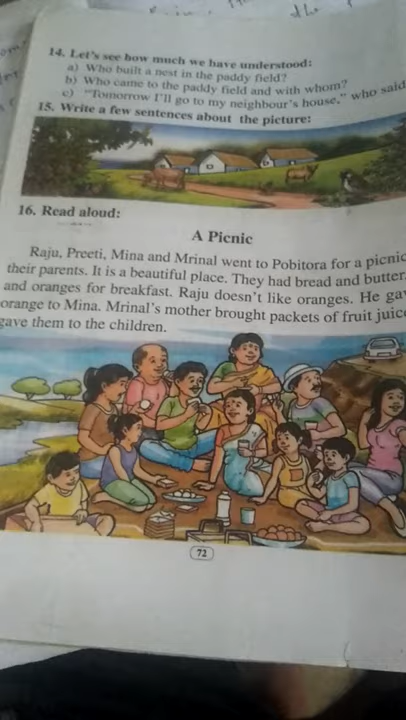 the
14. Let's see how much we have understood:
a) Who built a nest in the paddy field?
b) Who came to the paddy field and with whom?
c) "Tomorrow I'll go to my neighbour's house," who said
15. Write a few sentences about the picture:
16. Read aloud:
A Picnic
Raju, Preeti, Mina and Mrinal went to Pobitora for a picnic
their parents. It is a beautiful place. They had bread and butter
and oranges for breakfast. Raju doesn't like oranges. He gav
orange to Mina. Mrinal's mother brought packets of fruit juice
gave them to the children.
72